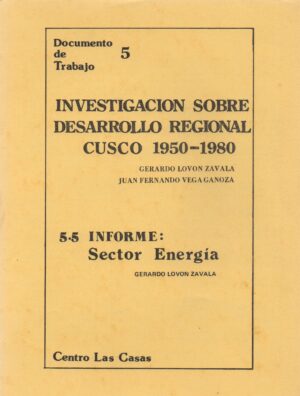 Documento
de 5
Trabajo
INVESTIGACION SOBRE
DESARROLLO REGIONAL
CUSCO 1950-1980
GERARDO LOVON ZAVALA
JUAN FERNANDO VEGA GANOZA
5.5 INFORME:
Sector Energía
GERARDO LOVON ZAVALA
Centro Las Casas